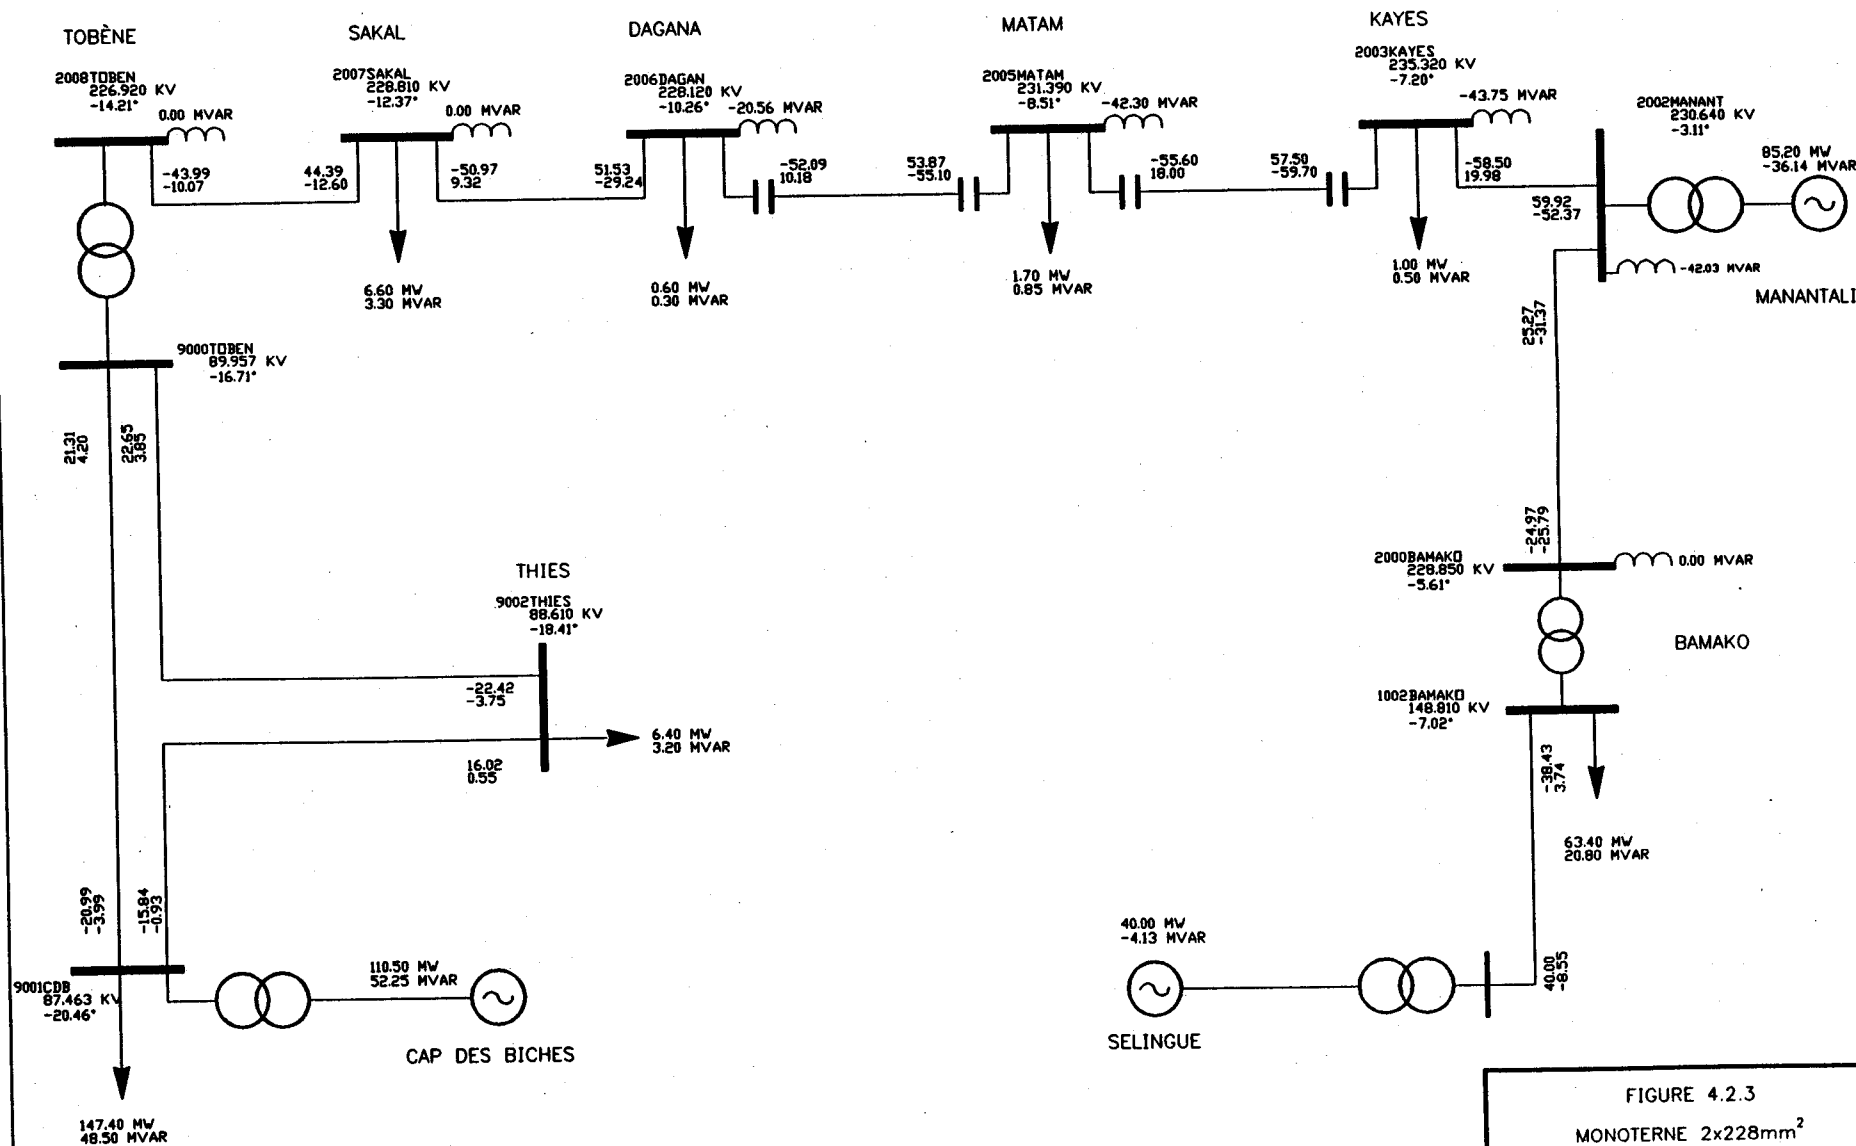 TOBÈNE
2008TOBEN
226.920 KV
-14.21°
0.00 MVAR
-43.99
-10.07
SAKAL
2007SAKAL
228.810 KV
-12.37°
0.00 MVAR
44.39
-12.60
-50.97
9.32
6.60 MW
3.30 MVAR
DAGANA
2006DAGAN
228.120 KV
-10.26°
-20.56 MVAR
51.53
-29.24
-52.09
10.18
0.60 MW
0.30 MVAR
MATAM
2005MATAM
231.390 KV
-8.51°
-42.30 MVAR
53.87
-55.10
-55.60
18.00
1.70 MW
0.85 MVAR
KAYES
2003KAYES
235.320 KV
-7.20°
-43.75 MVAR
57.50
-59.70
-58.50
19.98
1.00 MW
0.50 MVAR
2002MANANT
230.640 KV
-3.11°
85.20 MW
-36.14 MVAR
59.92
-52.37
-42.03 MVAR
MANANTALI
25.27
-31.37
9000TOBEN
89.957 KV
-16.71°
21.31
4.20
22.65
3.85
THIES
9002THIES
88.610 KV
-18.41°
-22.42
-3.75
6.40 MW
3.20 MVAR
16.02
0.55
-24.97
-25.79
2000BAMAKO
228.850 KV
-5.61°
0.00 MVAR
BAMAKO
1002BAMAKO
148.810 KV
-7.02°
-38.43
3.74
63.40 MW
20.80 MVAR
-20.99
-3.99
-15.84
-0.93
9001CDB
87.463 KV
-20.46°
110.50 MW
52.25 MVAR
CAP DES BICHES
147.40 MW
48.50 MVAR
40.00 MW
-4.13 MVAR
SELINGUE
40.00
-8.55
FIGURE 4.2.3
MONOTERNE 2x228mm²